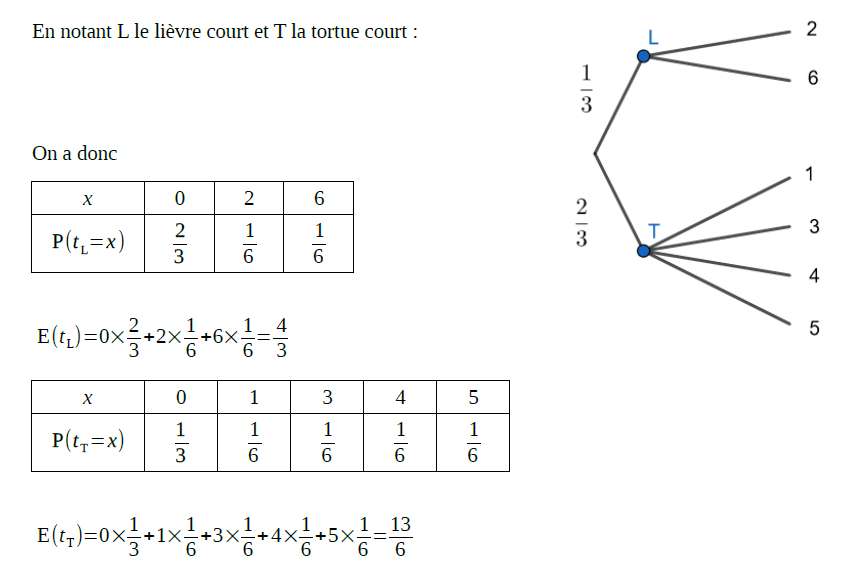 En notant L le lièvre court et T la tortue court :
L
2
6
1/3
On a donc
x 0 2 6
P(t_L=x) 2/3 1/6 1/6
2/3
T
1
3
4
5
E(t_L)=0×2/3+2×1/6+6×1/6=4/3
x 0 1 3 4 5
P(t_T=x) 1/3 1/6 1/6 1/6 1/6
E(t_T)=0×1/3+1×1/6+3×1/6+4×1/6+5×1/6=13/6